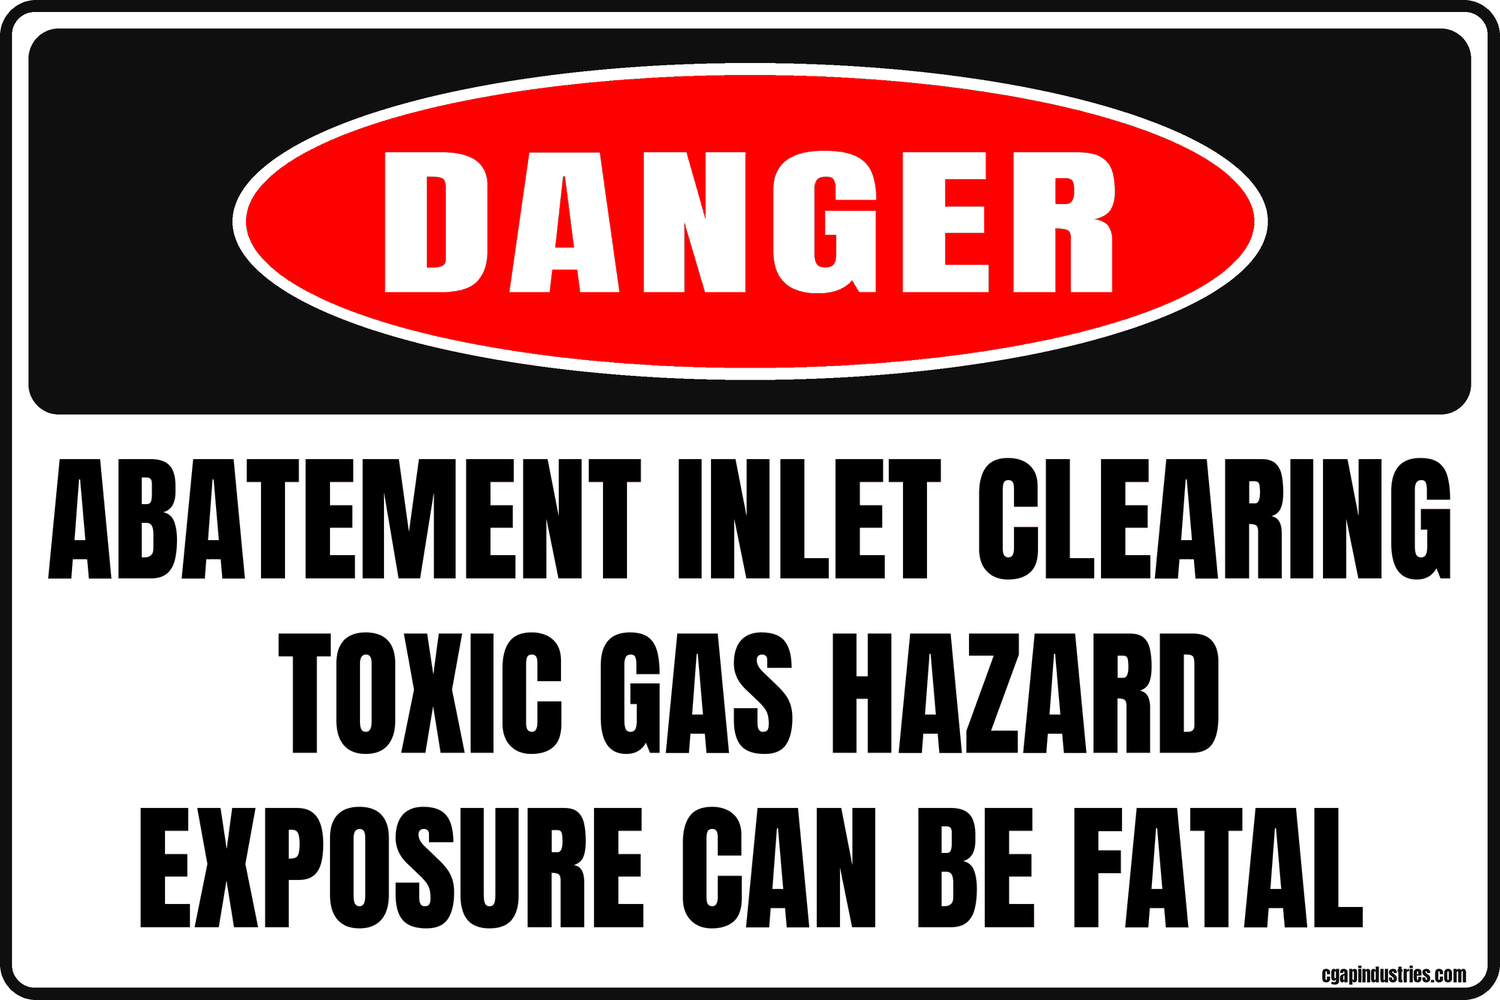 DANGER
ABATEMENT INLET CLEARING
TOXIC GAS HAZARD
EXPOSURE CAN BE FATAL
cgapindustries.com